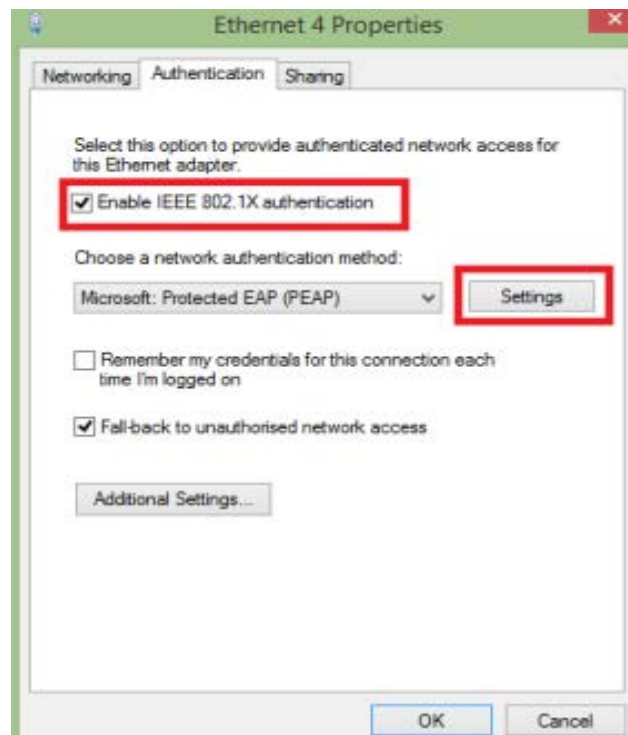 Ethernet 4 Properties
Networking Authentication Sharing
Select this option to provide authenticated network access for
this Ethernet adapter.
Enable IEEE 802.1X authentication
Choose a network authentication method:
Microsoft: Protected EAP (PEAP) Settings
Remember my credentials for this connection each
time I'm logged on
Fall-back to unauthorised network access
Additional Settings...
OK Cancel